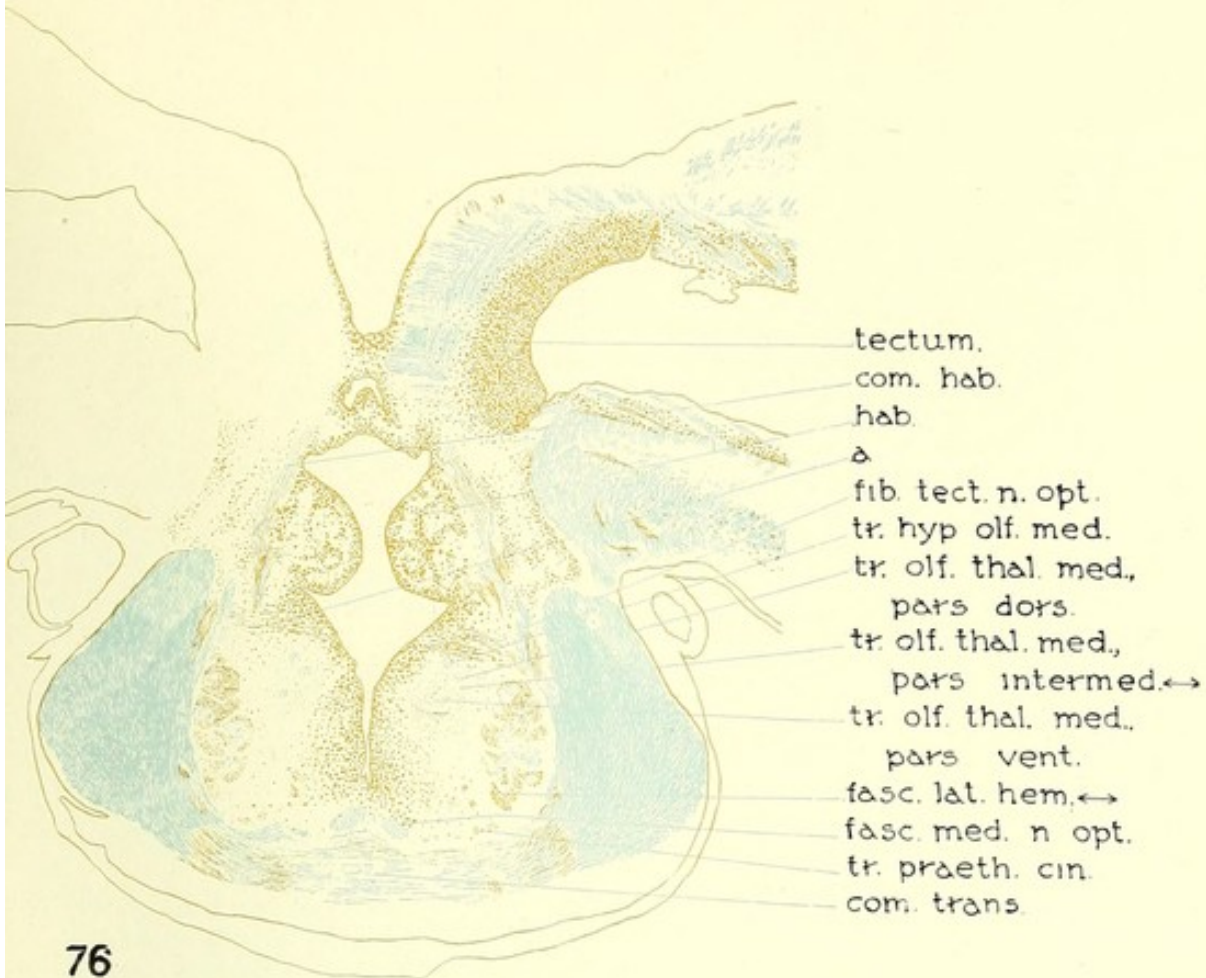 tectum.
com. hab.
hab.
a
fib. tect. n. opt.
tr. hyp olf. med.
tr. olf. thal. med.,
pars dors.
tr. olf. thal. med.,
pars intermed.↔
tr. olf. thal. med.,
pars vent.
fasc. lat. hem.↔
fasc. med. n opt.
tr. praeth. cin.
com. trans.
76